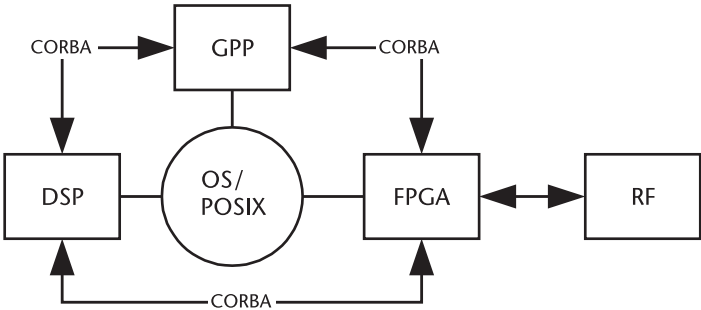 CORBA
GPP
CORBA
DSP
OS/
POSIX
FPGA
RF
CORBA